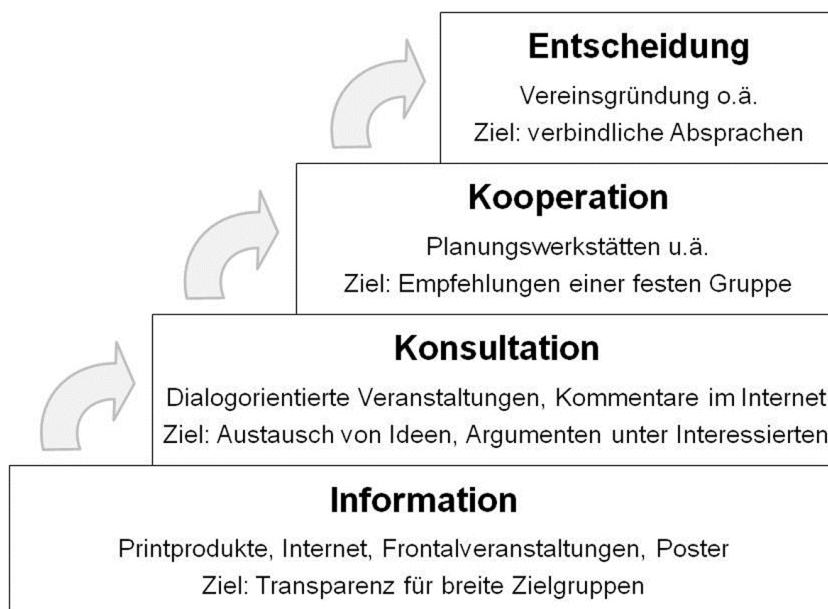 Entscheidung
Vereinsgründung o.ä.
Ziel: verbindliche Absprachen
Kooperation
Planungswerkstätten u.ä.
Ziel: Empfehlungen einer festen Gruppe
Konsultation
Dialogorientierte Veranstaltungen, Kommentare im Internet
Ziel: Austausch von Ideen, Argumenten unter Interessierten
Information
Printprodukte, Internet, Frontalveranstaltungen, Poster
Ziel: Transparenz für breite Zielgruppen